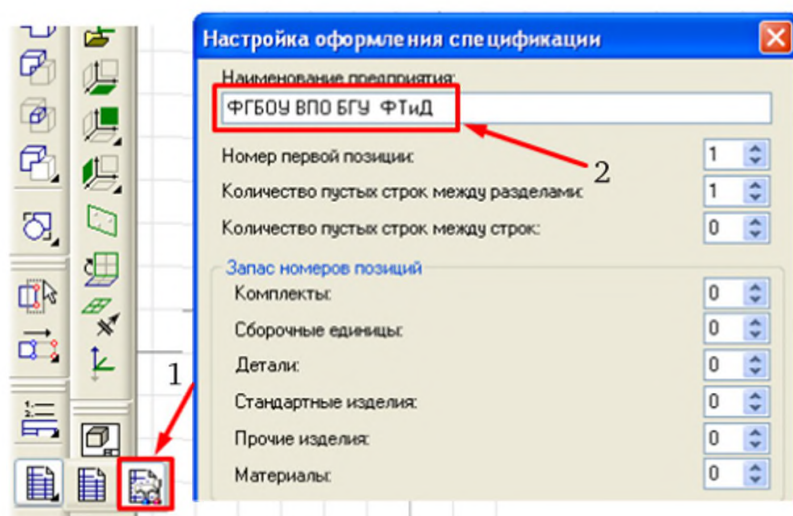 Настройка оформления спецификации
Наименование предприятия:
ФГБОУ ВПО БГУ ФТиД
2
Номер первой позиции: 1
Количество пустых строк между разделами: 1
Количество пустых строк между строк: 0
Запас номеров позиций
Комплекты: 0
Сборочные единицы: 0
Детали: 0
1
Стандартные изделия: 0
Прочие изделия: 0
Материалы: 0